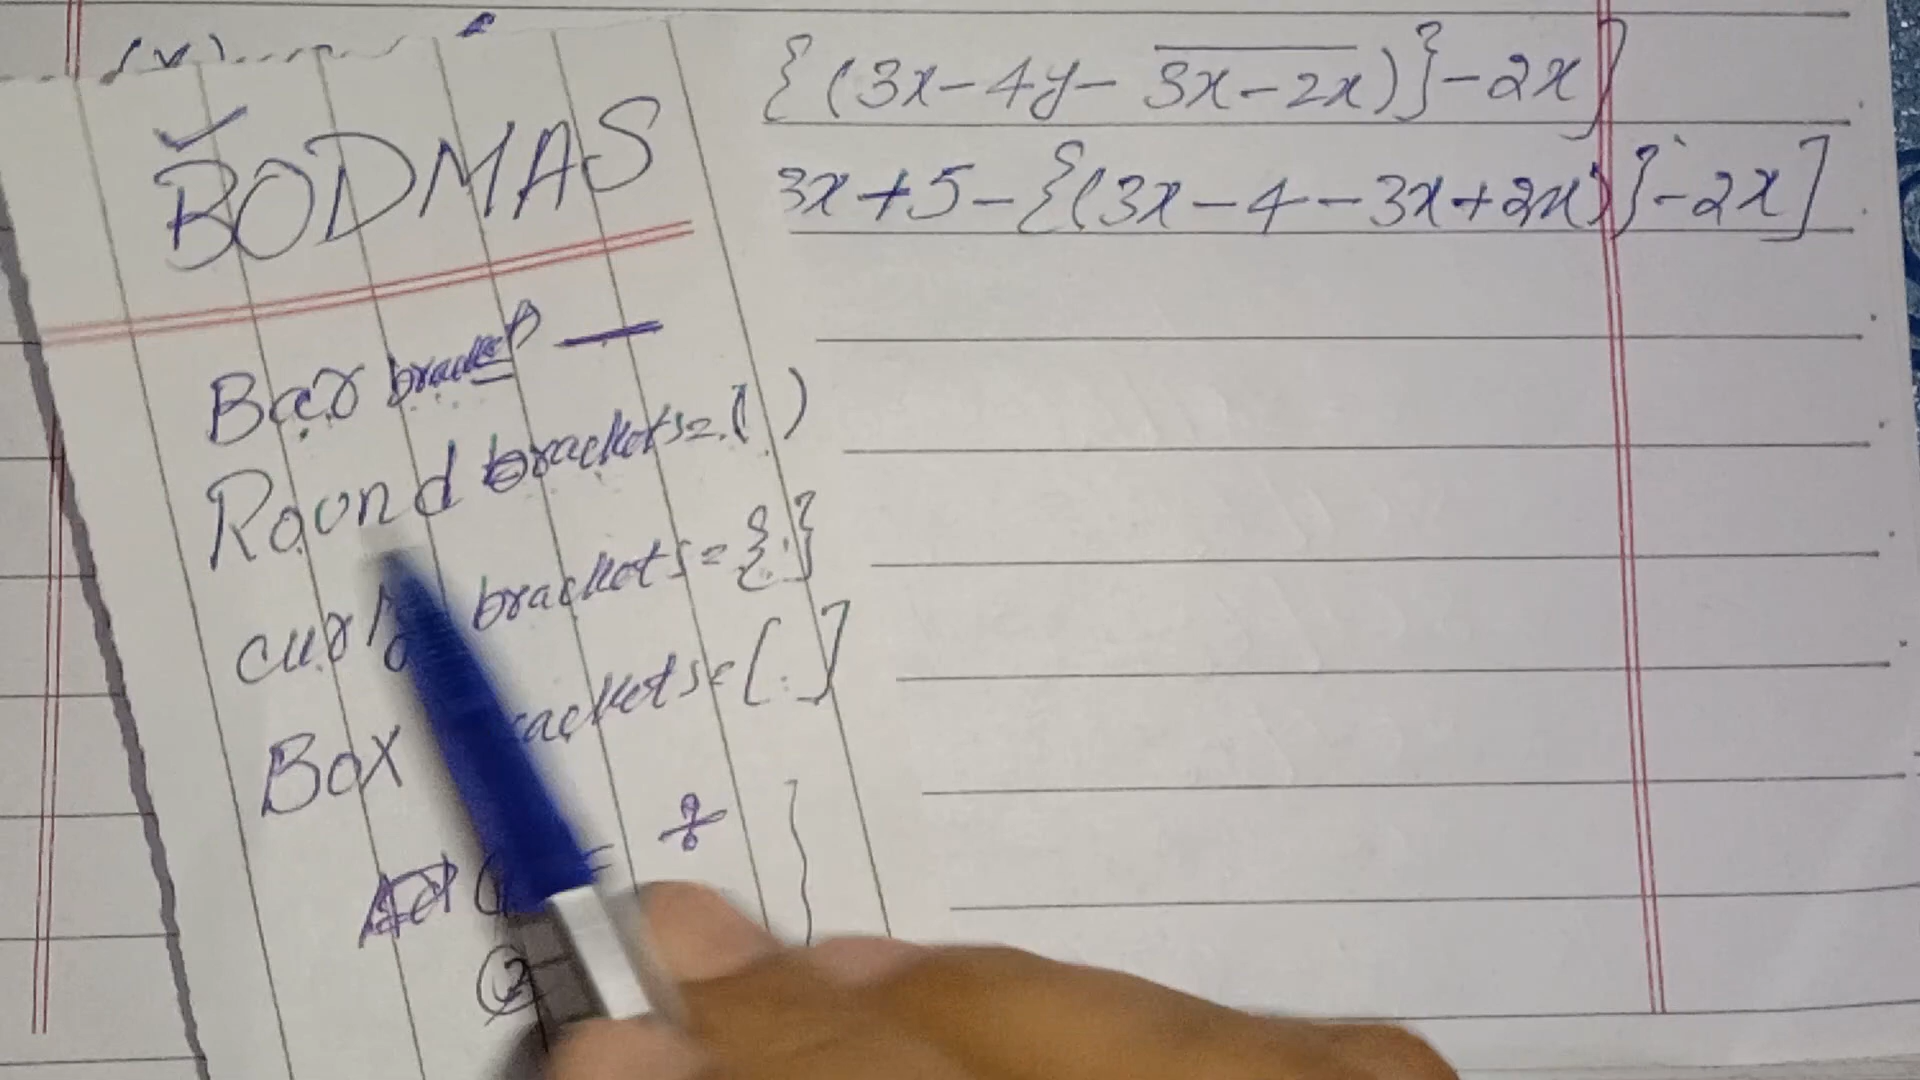 (v)
{(3x-4y-3x-2x)}-2x]
BODMAS
3x+5-{(3x-4-3x+2x)}-2x]
Bar bracket —
Round brackets=( )
curly brackets={.}
Box brackets=[.]
= ÷ }
②